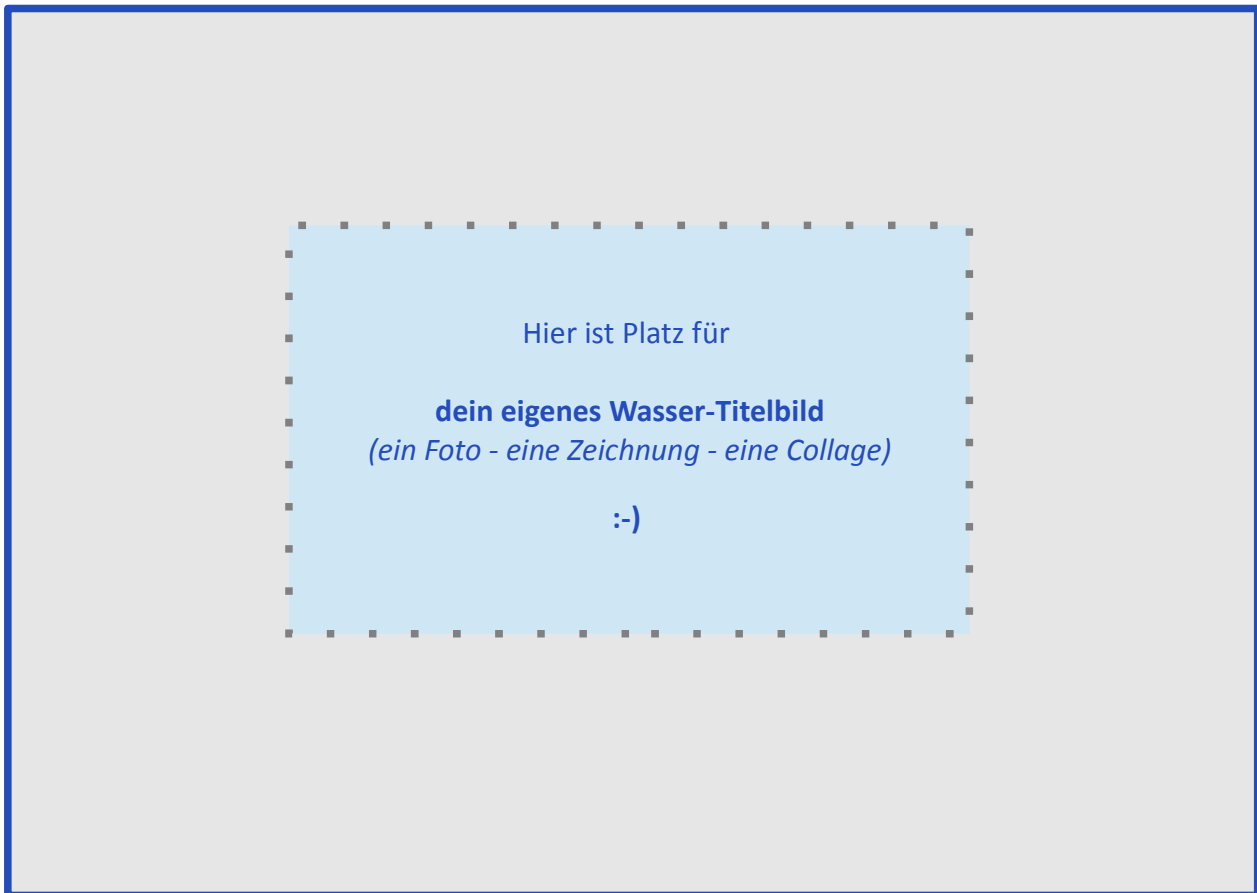 Hier ist Platz für
dein eigenes Wasser-Titelbild
(ein Foto - eine Zeichnung - eine Collage)
:-)